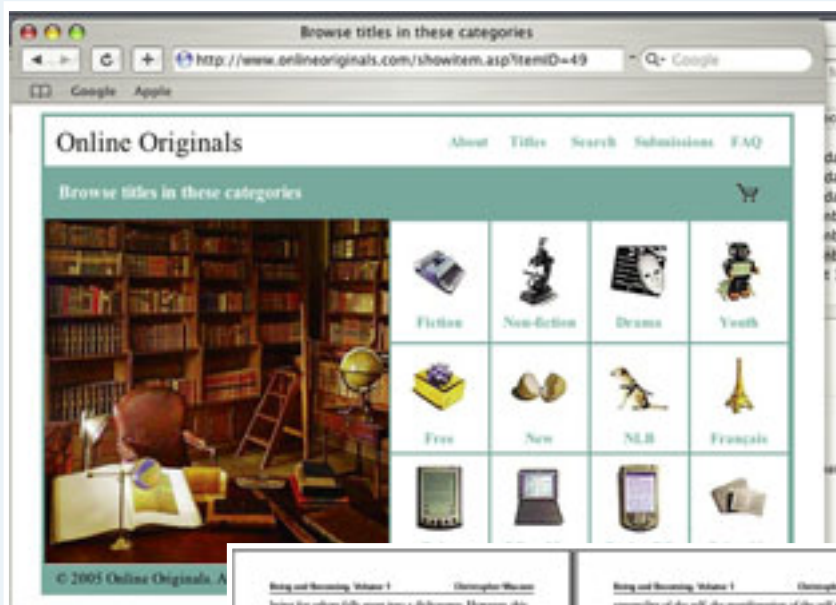 Browse titles in these categories
http://www.onlineoriginals.com/showitem.asp?itemID=49
Google
Google Apple
Online Originals
About Titles Search Submissions FAQ
Browse titles in these categories
Fiction Non-fiction Drama Youth
Free New NLB Français
© 2005 Online Originals. A
Being and Becoming, Volume 1 Christopher Macann
Being and Becoming, Volume 1